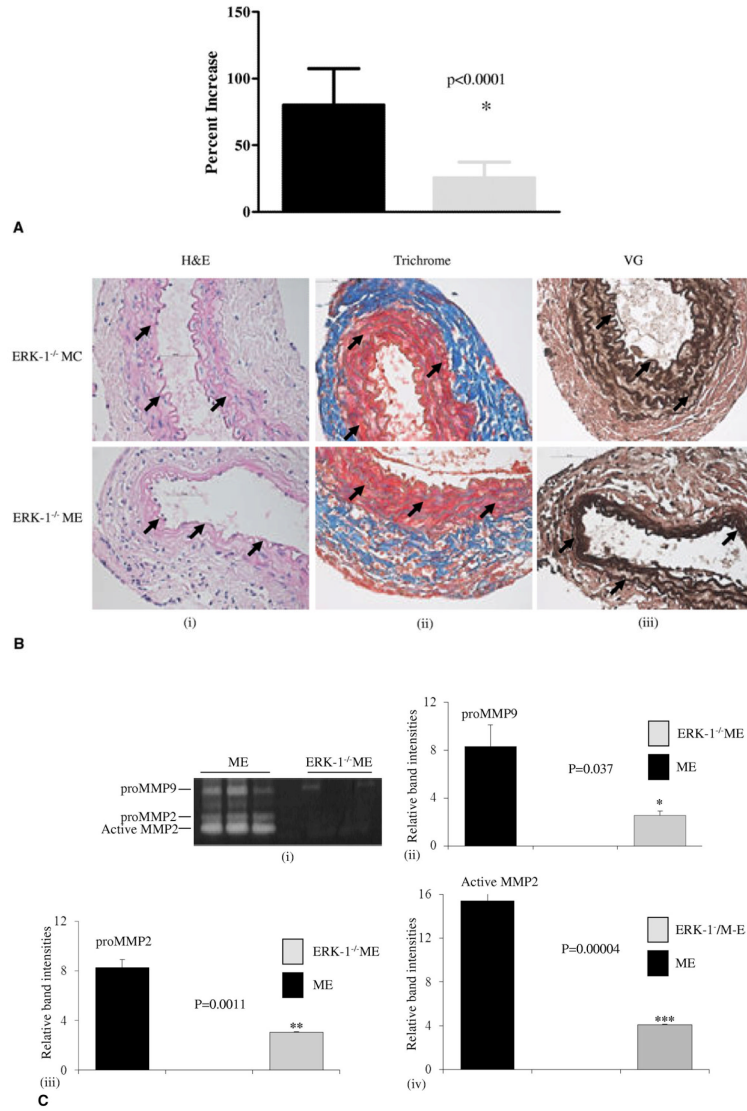 150
100
50
0
Percent Increase
p<0.0001
*
A
H&E Trichrome VG
ERK-1-/- MC
ERK-1-/- ME
(i) (ii) (iii)
B
ME ERK-1-/-ME
proMMP9
proMMP2
Active MMP2
(i)
12
8
4
0
Relative band intensities
proMMP9
P=0.037
*
ERK-1-/-ME
ME
(ii)
12
8
4
0
Relative band intensities
proMMP2
P=0.0011
**
ERK-1-/-ME
ME
(iii)
16
12
8
4
0
Relative band intensities
Active MMP2
P=0.00004
***
ERK-1-/M-E
ME
(iv)
C